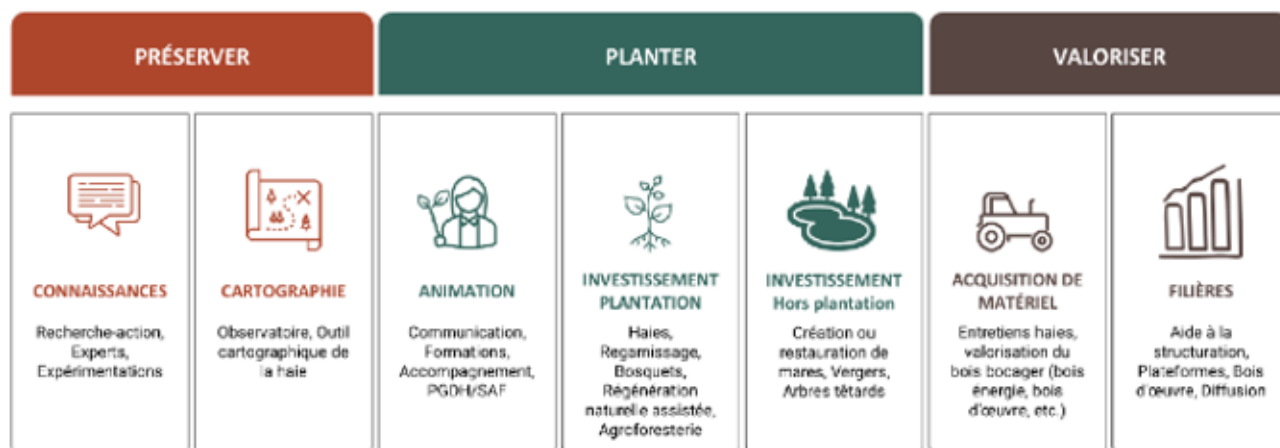 PRÉSERVER
PLANTER
VALORISER
CONNAISSANCES
Recherche-action,
Experts,
Expérimentations
CARTOGRAPHIE
Observatoire, Outil
cartographique de
la haie
ANIMATION
Communication,
Formations,
Accompagnement,
PGDH/SAF
INVESTISSEMENT
PLANTATION
Haies,
Regarnissage,
Bosquets,
Régénération
naturelle assistée,
Agroforesterie
INVESTISSEMENT
Hors plantation
Création ou
restauration de
mares, Vergers,
Arbres têtards
ACQUISITION DE
MATÉRIEL
Entretiens haies,
valorisation du
bois bocager (bois
énergie, bois
d'œuvre, etc.)
FILIÈRES
Aide à la
structuration,
Plateformes, Bois
d'œuvre, Diffusion